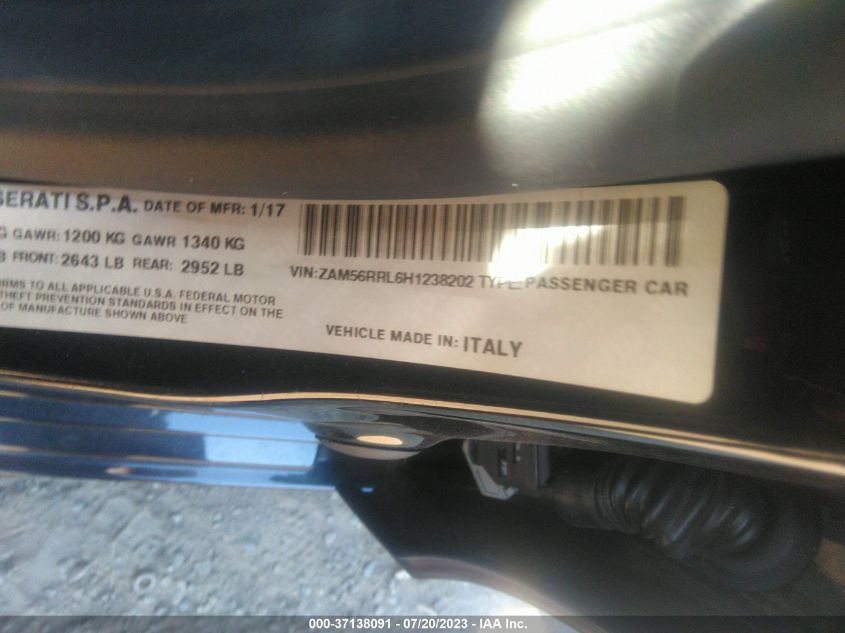 SERATI S.P.A. DATE OF MFR: 1/17
G GAWR: 1200 KG GAWR 1340 KG
B FRONT: 2643 LB REAR: 2952 LB
VIN:ZAM56RRL6H1238202 TYPE:PASSENGER CAR
RMS TO ALL APPLICABLE U.S.A. FEDERAL MOTOR
THEFT PREVENTION STANDARDS IN EFFECT ON THE
OF MANUFACTURE SHOWN ABOVE
VEHICLE MADE IN: ITALY
000-37138091 - 07/20/2023 - IAA Inc.